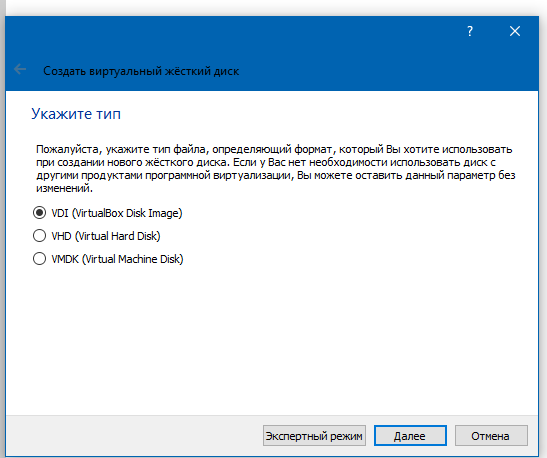 ?
Создать виртуальный жёсткий диск
Укажите тип
Пожалуйста, укажите тип файла, определяющий формат, который Вы хотите использовать
при создании нового жёсткого диска. Если у Вас нет необходимости использовать диск с
другими продуктами программной виртуализации, Вы можете оставить данный параметр без
изменений.
VDI (VirtualBox Disk Image)
VHD (Virtual Hard Disk)
VMDK (Virtual Machine Disk)
Экспертный режим Далее Отмена